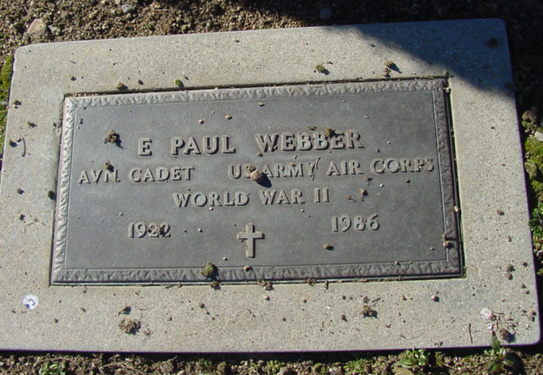 E PAUL WEBBER
AVN. CADET US ARMY AIR CORPS
WORLD WAR II
1922 1986